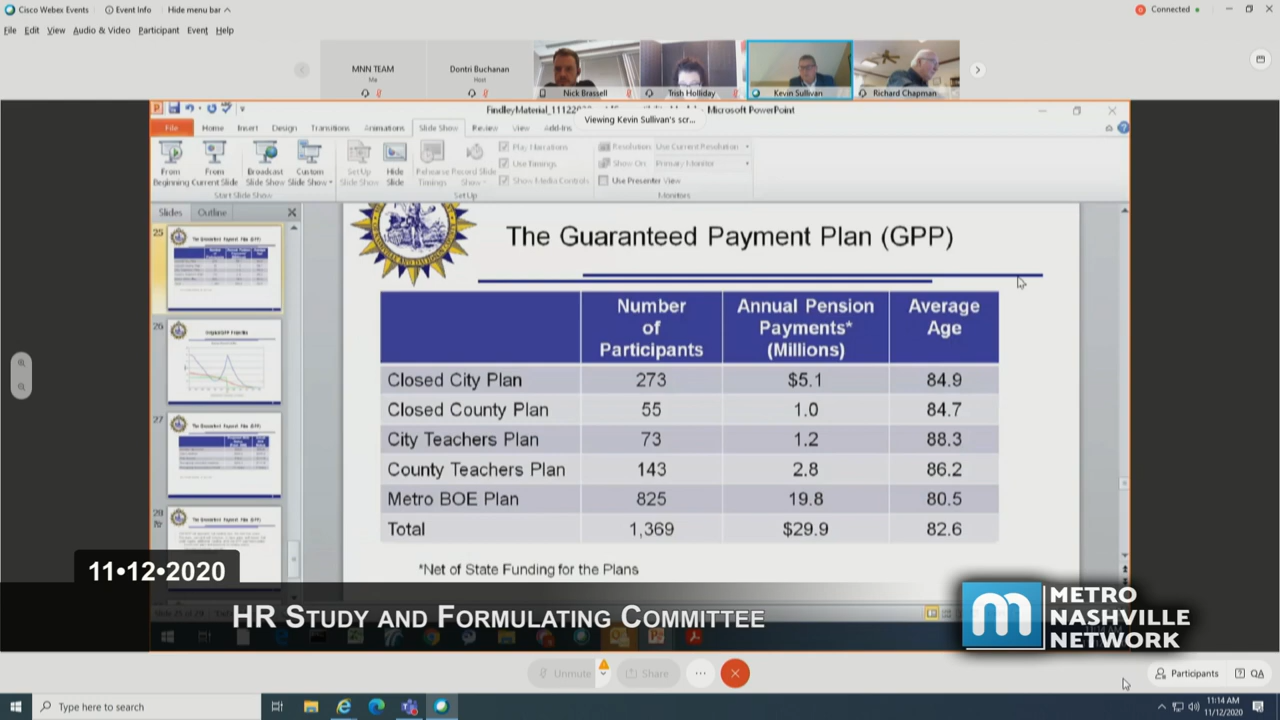 Cisco Webex Events Event Info Hide menu bar
Connected
File Edit View Audio & Video Participant Event Help
MNN TEAM
Me
Dontri Buchanan
Host
Nick Brassell
Trish Holliday
Kevin Sullivan
Richard Chapman
Microsoft PowerPoint
Viewing Kevin Sullivan's scr...
File Home Insert Design Transitions Animations Slide Show Review View Add-Ins
From Beginning
From Current Slide
Broadcast Slide Show
Custom Slide Show
Set Up Slide Show
Hide Slide
Rehearse Timings
Record Slide Show
Play Narrations
Use Timings
Show Media Controls
Resolution: Use Current Resolution
Show On: Primary Monitor
Use Presenter View
Start Slide Show
Set Up
Monitors
Slides Outline
25
26
27
28
The Guaranteed Payment Plan (GPP)
Number of Participants
Annual Pension Payments* (Millions)
Average Age
Closed City Plan 273 $5.1 84.9
Closed County Plan 55 1.0 84.7
City Teachers Plan 73 1.2 88.3
County Teachers Plan 143 2.8 86.2
Metro BOE Plan 825 19.8 80.5
Total 1,369 $29.9 82.6
*Net of State Funding for the Plans
11•12•2020
HR STUDY AND FORMULATING COMMITTEE
METRO
NASHVILLE
NETWORK
Unmute
Share
Participants
Q&A
Type here to search
11:14 AM
11/12/2020